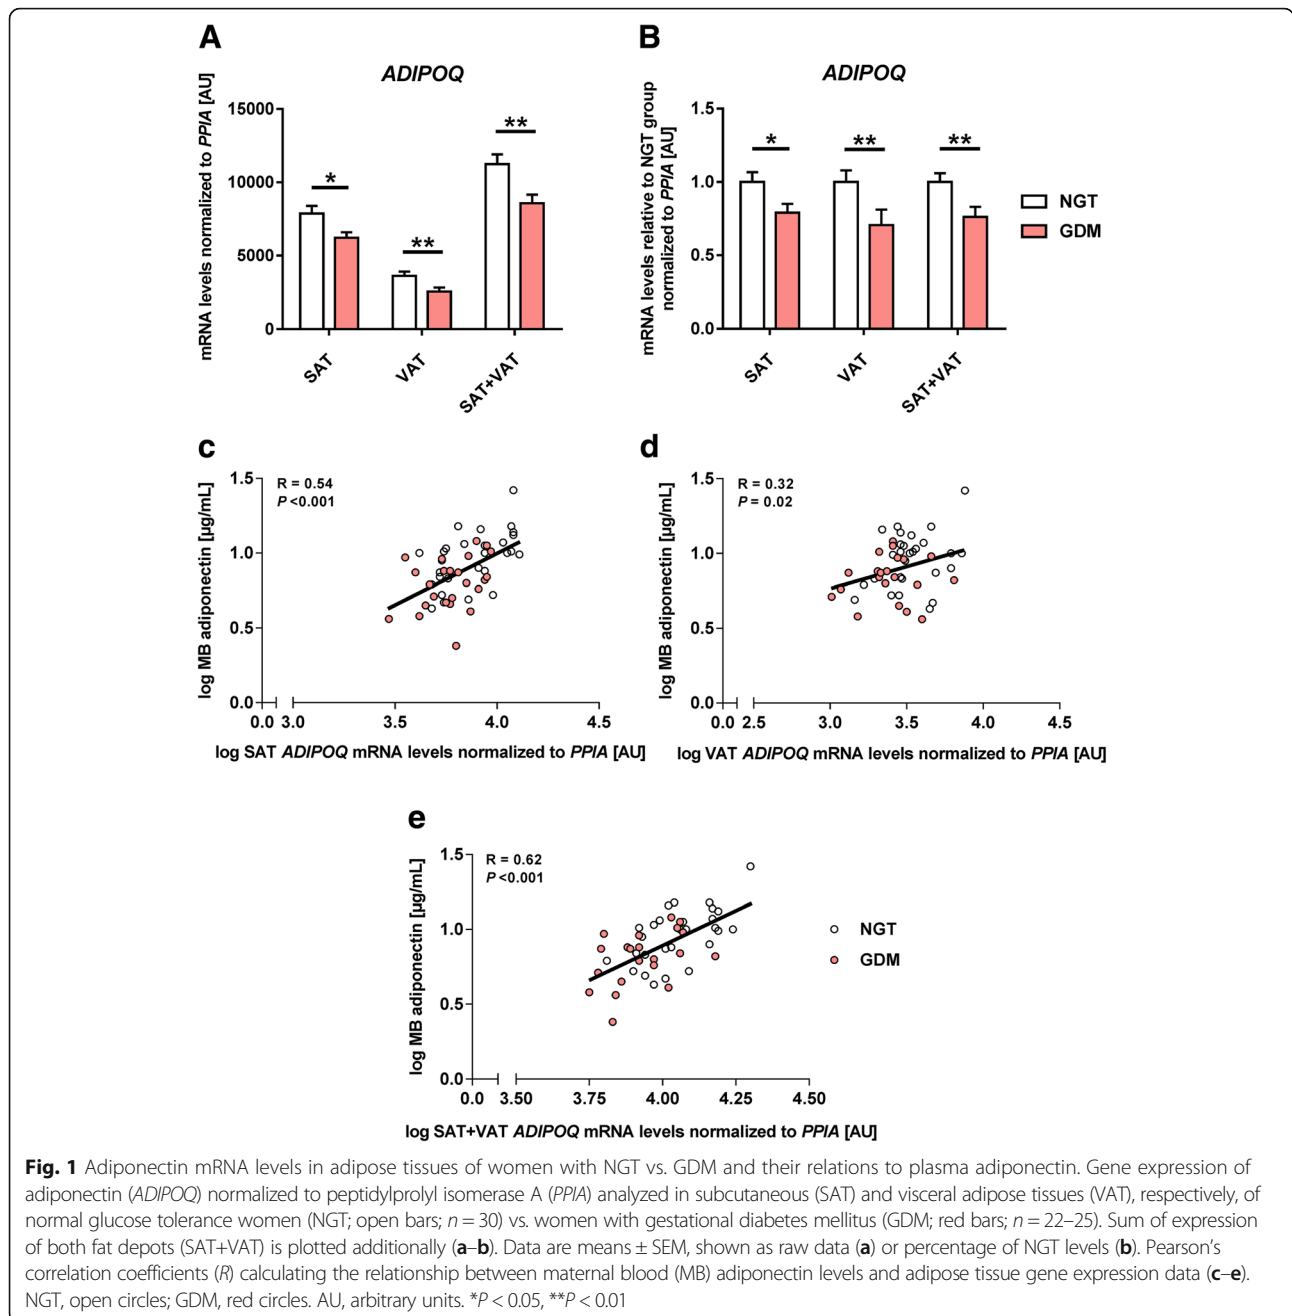 A
ADIPOQ
mRNA levels normalized to PPIA [AU]
15000
10000
5000
0
*
**
**
SAT
VAT
SAT+VAT
B
ADIPOQ
mRNA levels relative to NGT group
normalized to PPIA [AU]
1.5
1.0
0.5
0.0
*
**
**
SAT
VAT
SAT+VAT
NGT
GDM
c
R = 0.54
P <0.001
log MB adiponectin [µg/mL]
1.5
1.0
0.5
0.0
0.0 3.0 3.5 4.0 4.5
log SAT ADIPOQ mRNA levels normalized to PPIA [AU]
d
R = 0.32
P = 0.02
log MB adiponectin [µg/mL]
1.5
1.0
0.5
0.0
0.0 2.5 3.0 3.5 4.0 4.5
log VAT ADIPOQ mRNA levels normalized to PPIA [AU]
e
R = 0.62
P <0.001
log MB adiponectin [µg/mL]
1.5
1.0
0.5
0.0
0.0 3.50 3.75 4.00 4.25 4.50
log SAT+VAT ADIPOQ mRNA levels normalized to PPIA [AU]
NGT
GDM
Fig. 1 Adiponectin mRNA levels in adipose tissues of women with NGT vs. GDM and their relations to plasma adiponectin. Gene expression of
adiponectin (ADIPOQ) normalized to peptidylprolyl isomerase A (PPIA) analyzed in subcutaneous (SAT) and visceral adipose tissues (VAT), respectively, of
normal glucose tolerance women (NGT; open bars; n = 30) vs. women with gestational diabetes mellitus (GDM; red bars; n = 22–25). Sum of expression
of both fat depots (SAT+VAT) is plotted additionally (a–b). Data are means ± SEM, shown as raw data (a) or percentage of NGT levels (b). Pearson's
correlation coefficients (R) calculating the relationship between maternal blood (MB) adiponectin levels and adipose tissue gene expression data (c–e).
NGT, open circles; GDM, red circles. AU, arbitrary units. *P < 0.05, **P < 0.01